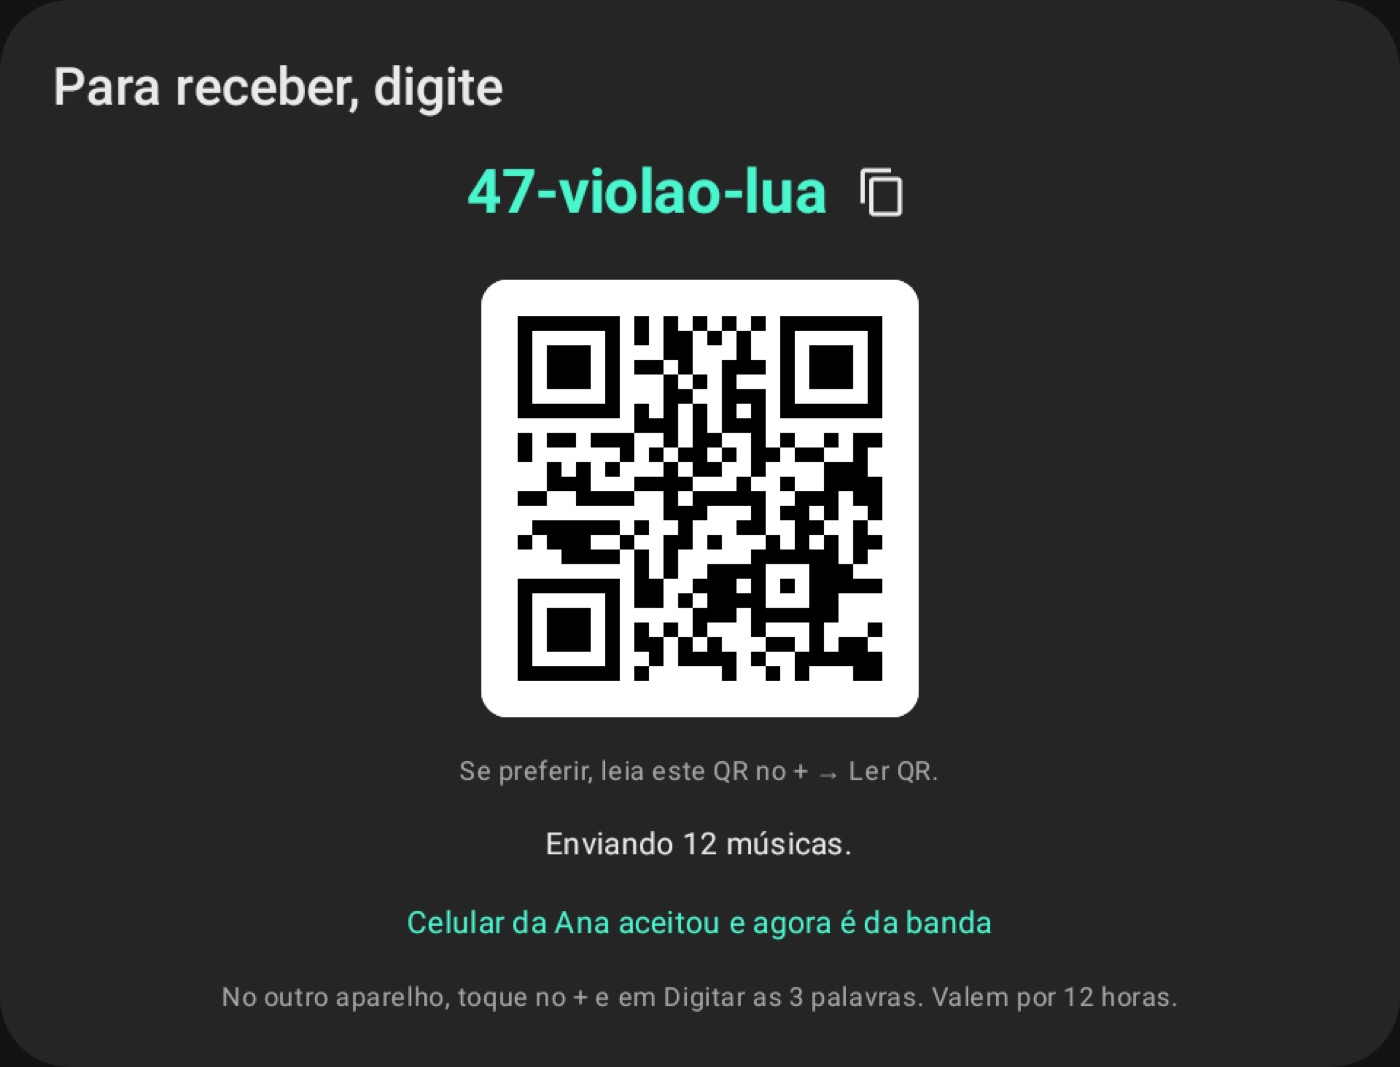 Para receber, digite
47-violao-lua
Se preferir, leia este QR no + → Ler QR.
Enviando 12 músicas.
Celular da Ana aceitou e agora é da banda
No outro aparelho, toque no + e em Digitar as 3 palavras. Valem por 12 horas.